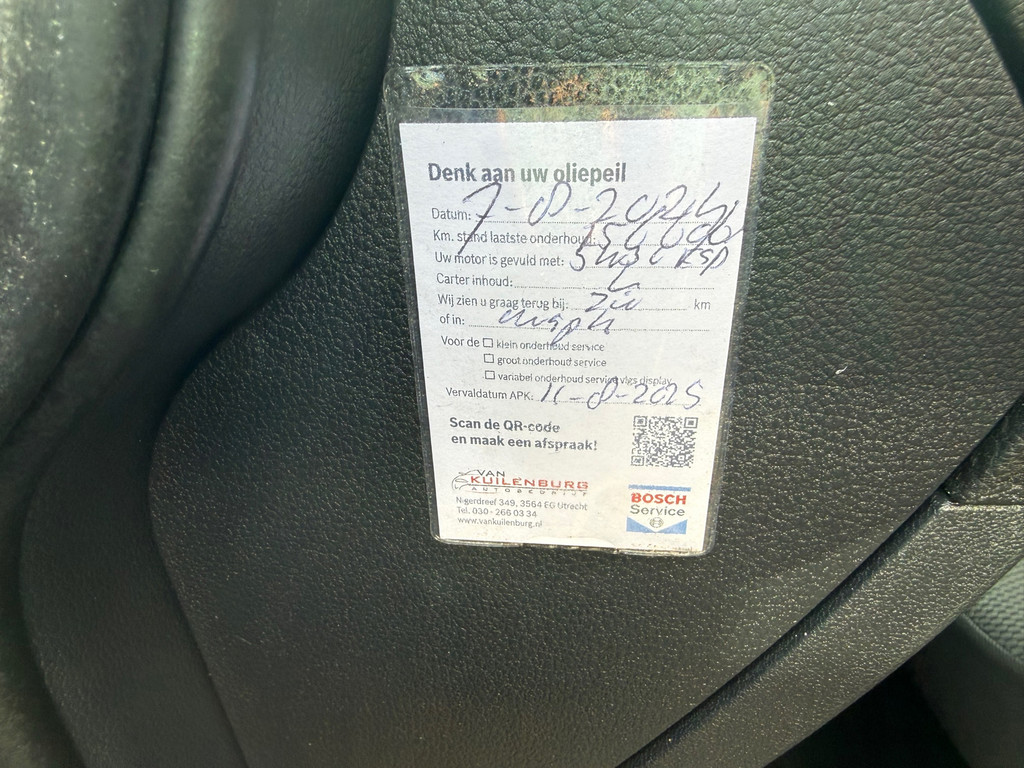 Denk aan uw oliepeil
Datum: 7-8-2024
Km. stand laatste onderhoud:
Uw motor is gevuld met:
Carter inhoud:
Wij zien u graag terug bij: km
of in:
Voor de ☐ klein onderhoud service
☐ groot onderhoud service
☐ variabel onderhoud service vlgs display
Vervaldatum APK: 11-8-2025
Scan de QR-code
en maak een afspraak!
VAN
KUILENBURG
AUTOBEDRIJF
Nigerdreef 349, 3564 EG Utrecht
Tel. 030 - 266 03 34
www.vankuilenburg.nl
BOSCH
Service